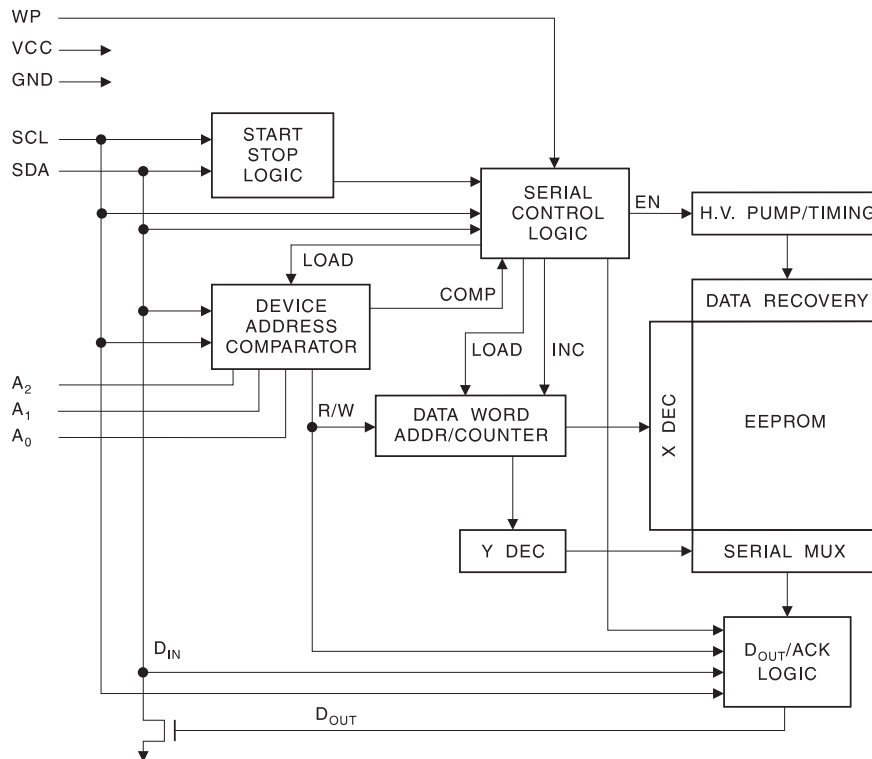 WP
VCC
GND
SCL
SDA
START
STOP
LOGIC
SERIAL
CONTROL
LOGIC
EN
H.V. PUMP/TIMING
LOAD
COMP
DATA RECOVERY
DEVICE
ADDRESS
COMPARATOR
LOAD
INC
A2
A1
A0
R/W
DATA WORD
ADDR/COUNTER
X DEC
EEPROM
Y DEC
SERIAL MUX
DIN
DOUT/ACK
LOGIC
DOUT